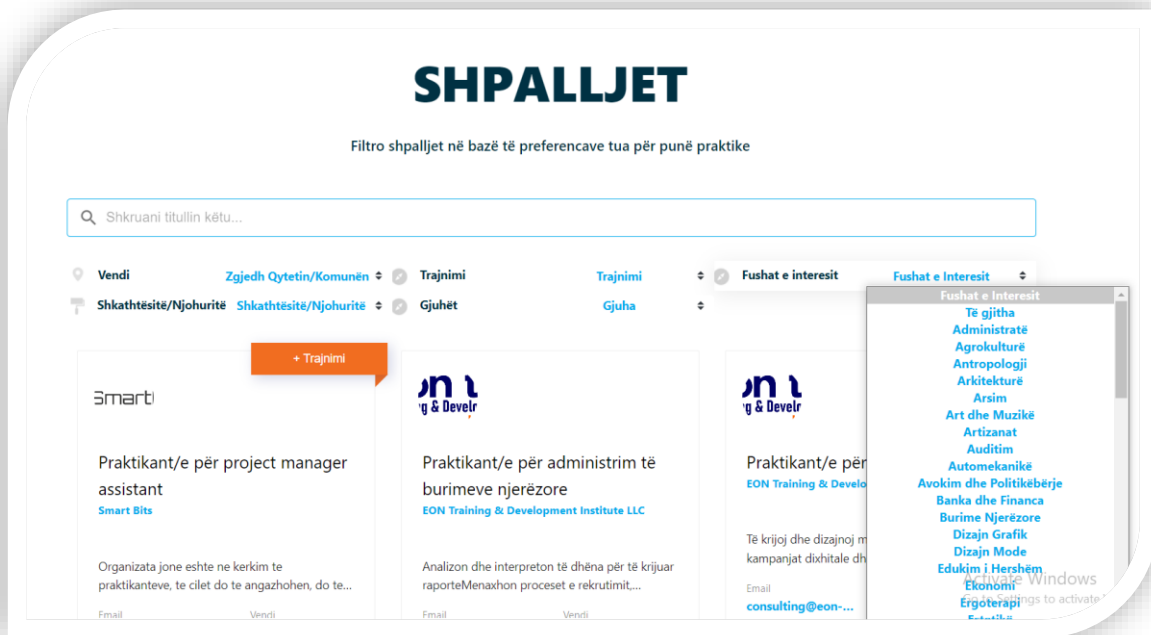 SHPALLJET
Filtro shpalljet në bazë të preferencave tua për punë praktike
Shkruani titullin këtu...
Vendi Zgjedh Qytetin/Komunën Trajnimi Trajnimi Fushat e interesit Fushat e Interesit
Shkathtësitë/Njohuritë Shkathtësitë/Njohuritë Gjuhët Gjuha
Fushat e Interesit
Të gjitha
Administratë
Agrokulturë
Antropologji
Arkitekturë
Arsim
Art dhe Muzikë
Artizanat
Auditim
Automekanikë
Avokim dhe Politikëbërje
Banka dhe Financa
Burime Njerëzore
Dizajn Grafik
Dizajn Mode
Edukim i Hershëm
Ekonomi
Ergoterapi
Estetikë
+ Trajnimi
Smart
Praktikant/e për project manager
assistant
Smart Bits
Organizata jone eshte ne kerkim te
praktikanteve, te cilet do te angazhohen, do te...
Email Vendi
on
g & Develr
Praktikant/e për administrim të
burimeve njerëzore
EON Training & Development Institute LLC
Analizon dhe interpreton të dhëna për të krijuar
raporteMenaxhon proceset e rekrutimit,...
Email Vendi
on
g & Develr
Praktikant/e për
EON Training & Develo
Të krijoj dhe dizajnoj m
kampanjat dixhitale dh
Email
consulting@eon-...
Activate Windows
Go to Settings to activate